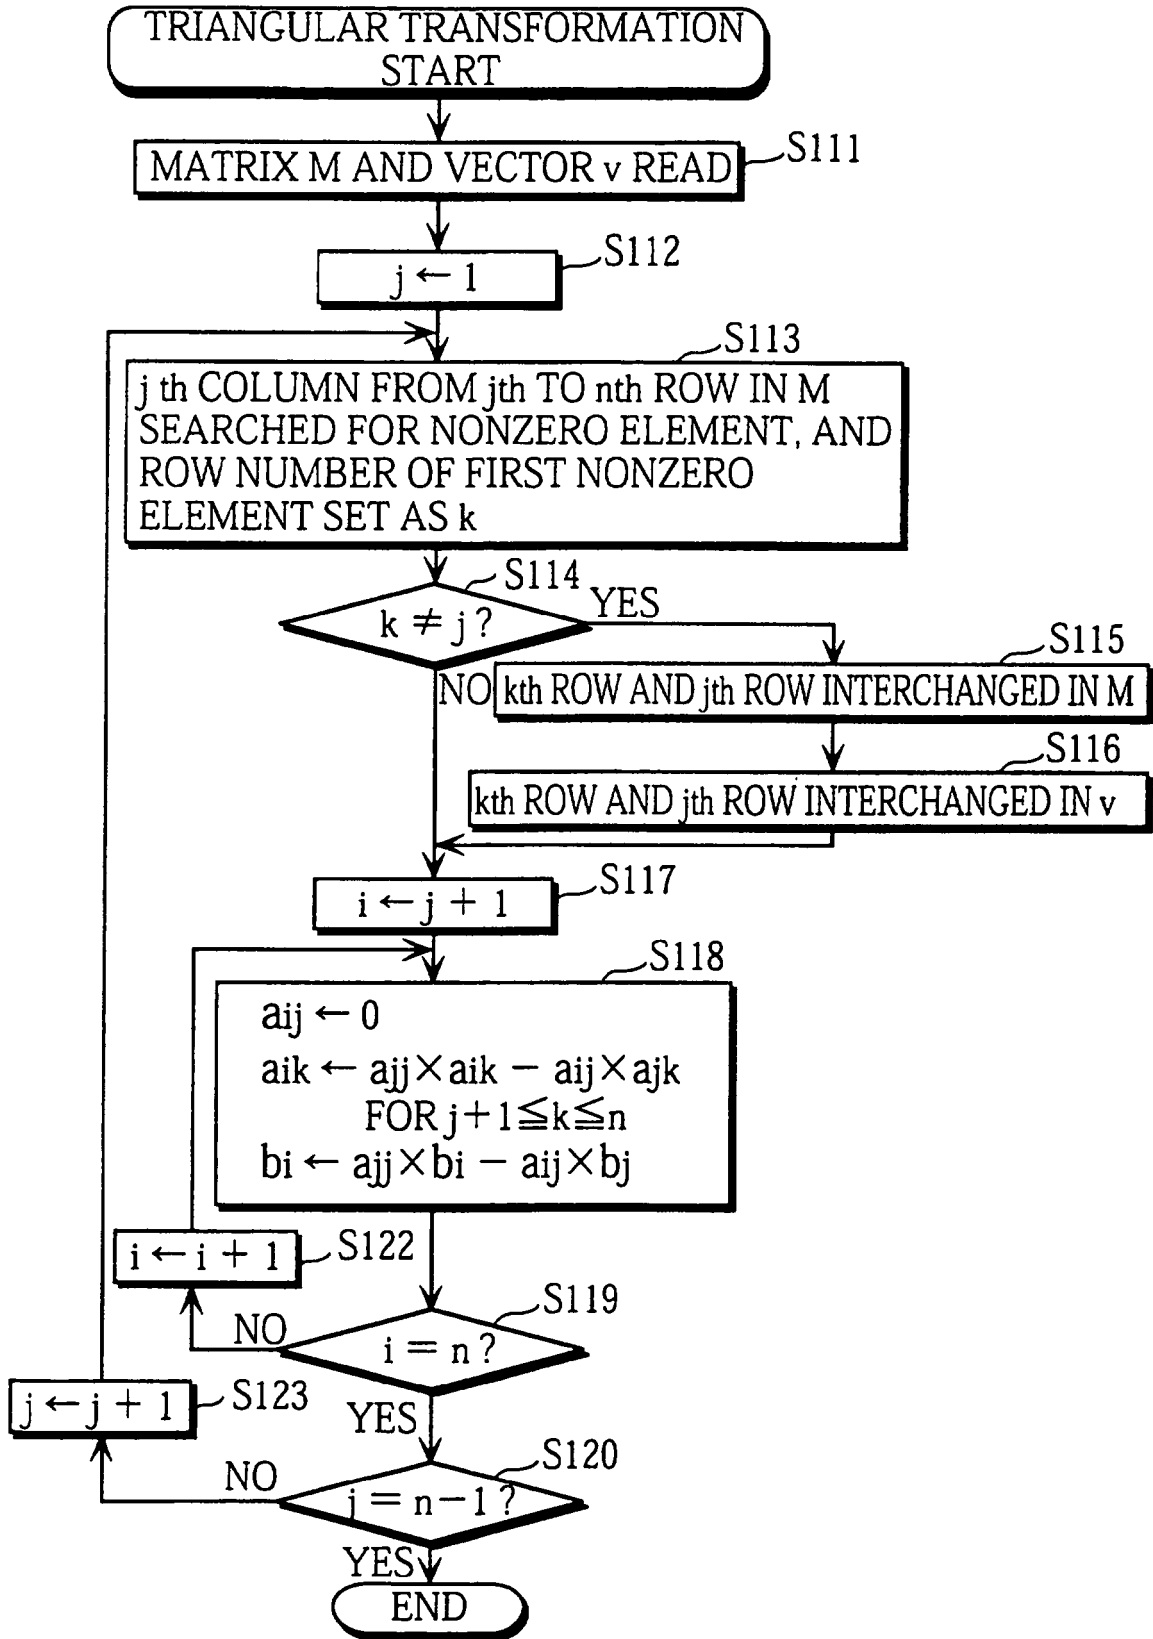 TRIANGULAR TRANSFORMATION
START
MATRIX M AND VECTOR v READ
S111
j ← 1
S112
S113
j th COLUMN FROM jth TO nth ROW IN M
SEARCHED FOR NONZERO ELEMENT, AND
ROW NUMBER OF FIRST NONZERO
ELEMENT SET AS k
S114
k ≠ j ?
YES
NO
S115
kth ROW AND jth ROW INTERCHANGED IN M
S116
kth ROW AND jth ROW INTERCHANGED IN v
S117
i ← j + 1
S118
aij ← 0
aik ← ajj × aik − aij × ajk
FOR j + 1 ≦ k ≦ n
bi ← ajj × bi − aij × bj
i ← i + 1
S122
S119
i = n ?
NO
YES
j ← j + 1
S123
S120
j = n − 1 ?
NO
YES
END